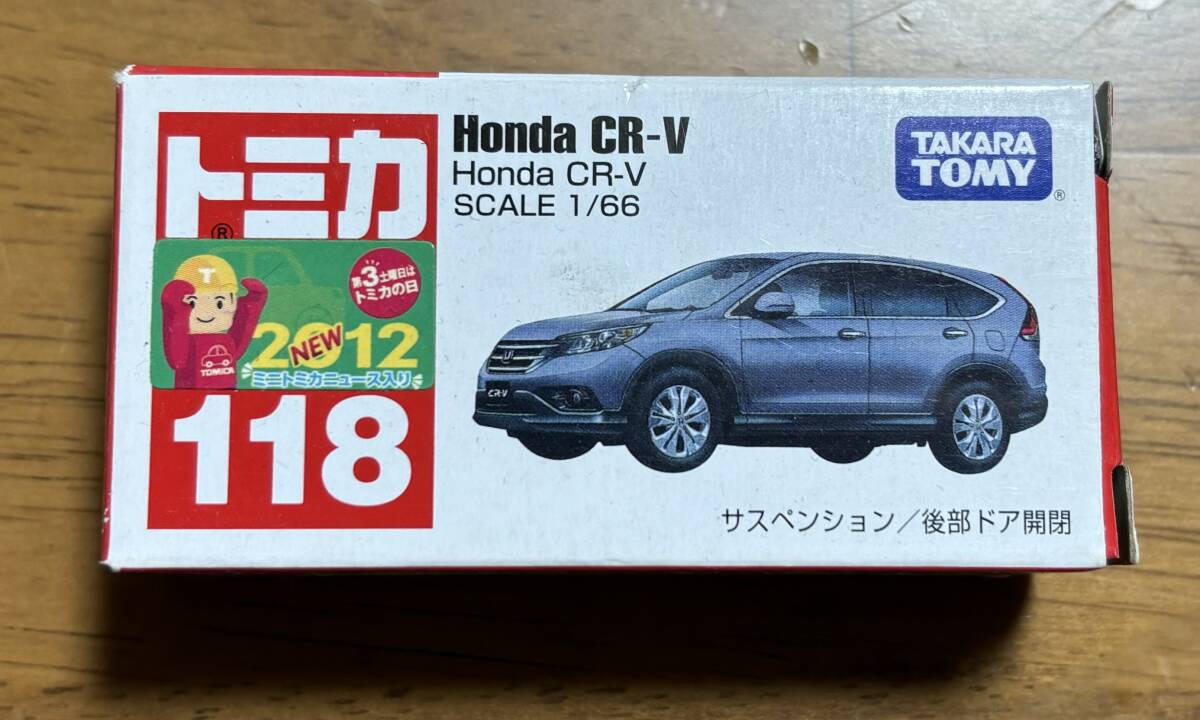 トミカ
®
T
第3土曜日は
トミカの日
2012
NEW
TOMICA
ミニトミカニュース入り
118
Honda CR-V
Honda CR-V
SCALE 1/66
TAKARA
TOMY
®
CR-V
サスペンション/後部ドア開閉